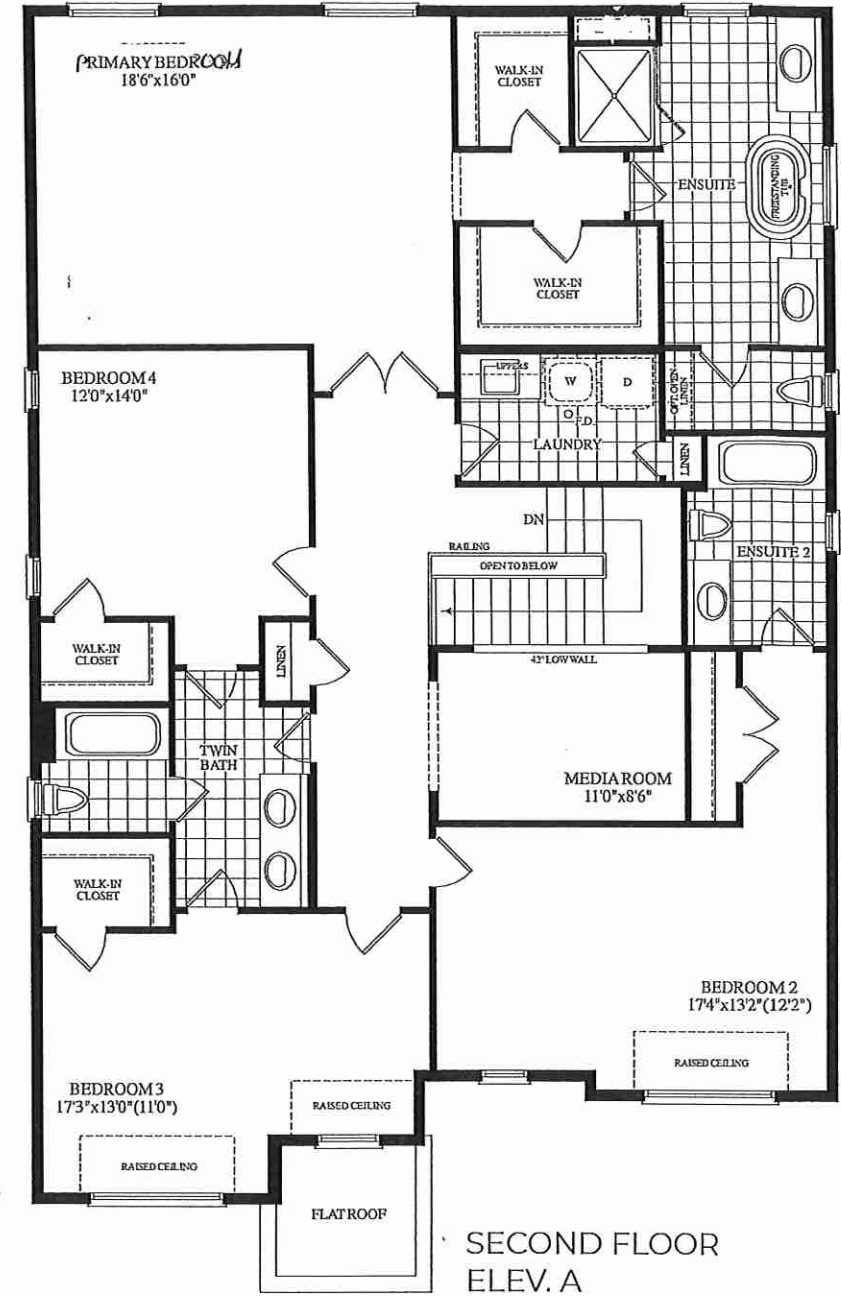 PRIMARY BEDROOM
18'6"x16'0"
WALK-IN
CLOSET
ENSUITE
FREESTANDING
TUB
WALK-IN
CLOSET
BEDROOM 4
12'0"x14'0"
UPPERS
W
D
F.D.
LAUNDRY
OPT. OPEN
LINEN
LINEN
DN
RAILING
OPEN TO BELOW
ENSUITE 2
WALK-IN
CLOSET
LINEN
42" LOW WALL
TWIN
BATH
MEDIA ROOM
11'0"x8'6"
WALK-IN
CLOSET
BEDROOM 2
17'4"x13'2"(12'2")
RAISED CEILING
BEDROOM 3
17'3"x13'0"(11'0")
RAISED CEILING
RAISED CEILING
FLAT ROOF
SECOND FLOOR
ELEV. A